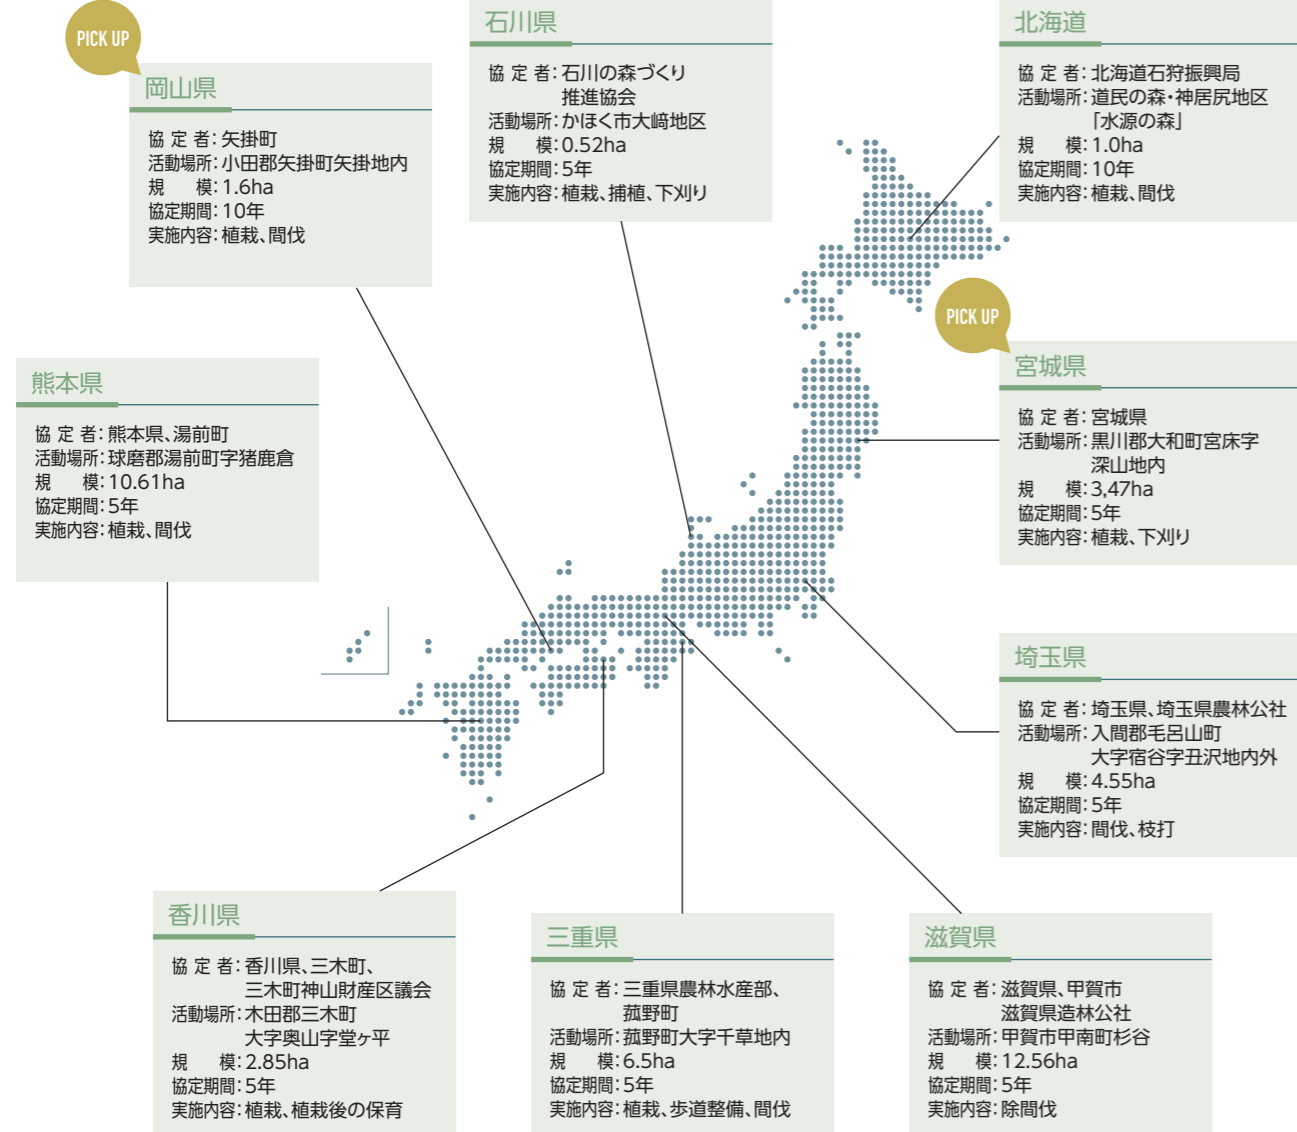 PICK UP
岡山県
協定者:矢掛町
活動場所:小田郡矢掛町矢掛地内
規　模:1.6ha
協定期間:10年
実施内容:植栽、間伐
石川県
協定者:石川の森づくり
推進協会
活動場所:かほく市大﨑地区
規　模:0.52ha
協定期間:5年
実施内容:植栽、捕植、下刈り
北海道
協定者:北海道石狩振興局
活動場所:道民の森・神居尻地区
「水源の森」
規　模:1.0ha
協定期間:10年
実施内容:植栽、間伐
PICK UP
宮城県
協定者:宮城県
活動場所:黒川郡大和町宮床字
深山地内
規　模:3,47ha
協定期間:5年
実施内容:植栽、下刈り
熊本県
協定者:熊本県、湯前町
活動場所:球磨郡湯前町字猪鹿倉
規　模:10.61ha
協定期間:5年
実施内容:植栽、間伐
埼玉県
協定者:埼玉県、埼玉県農林公社
活動場所:入間郡毛呂山町
大字宿谷字丑沢地内外
規　模:4.55ha
協定期間:5年
実施内容:間伐、枝打
香川県
協定者:香川県、三木町、
三木町神山財産区議会
活動場所:木田郡三木町
大字奥山字堂ヶ平
規　模:2.85ha
協定期間:5年
実施内容:植栽、植栽後の保育
三重県
協定者:三重県農林水産部、
菰野町
活動場所:菰野町大字千草地内
規　模:6.5ha
協定期間:5年
実施内容:植栽、歩道整備、間伐
滋賀県
協定者:滋賀県、甲賀市
滋賀県造林公社
活動場所:甲賀市甲南町杉谷
規　模:12.56ha
協定期間:5年
実施内容:除間伐